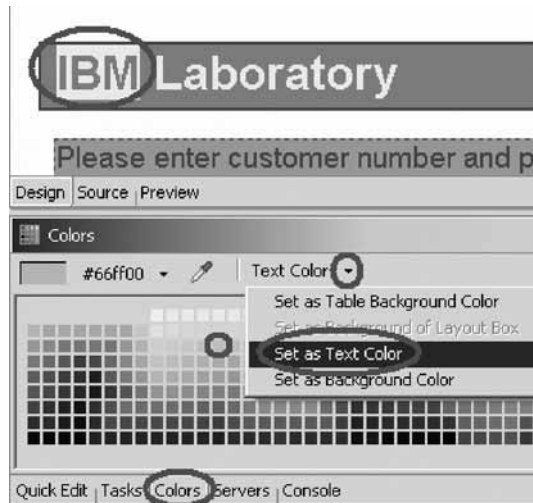 IBM Laboratory
Please enter customer number and p
Design Source Preview
Colors
#66ff00 Text Color
Set as Table Background Color
Set as Background of Layout Box
Set as Text Color
Set as Background Color
Quick Edit Tasks Colors Servers Console